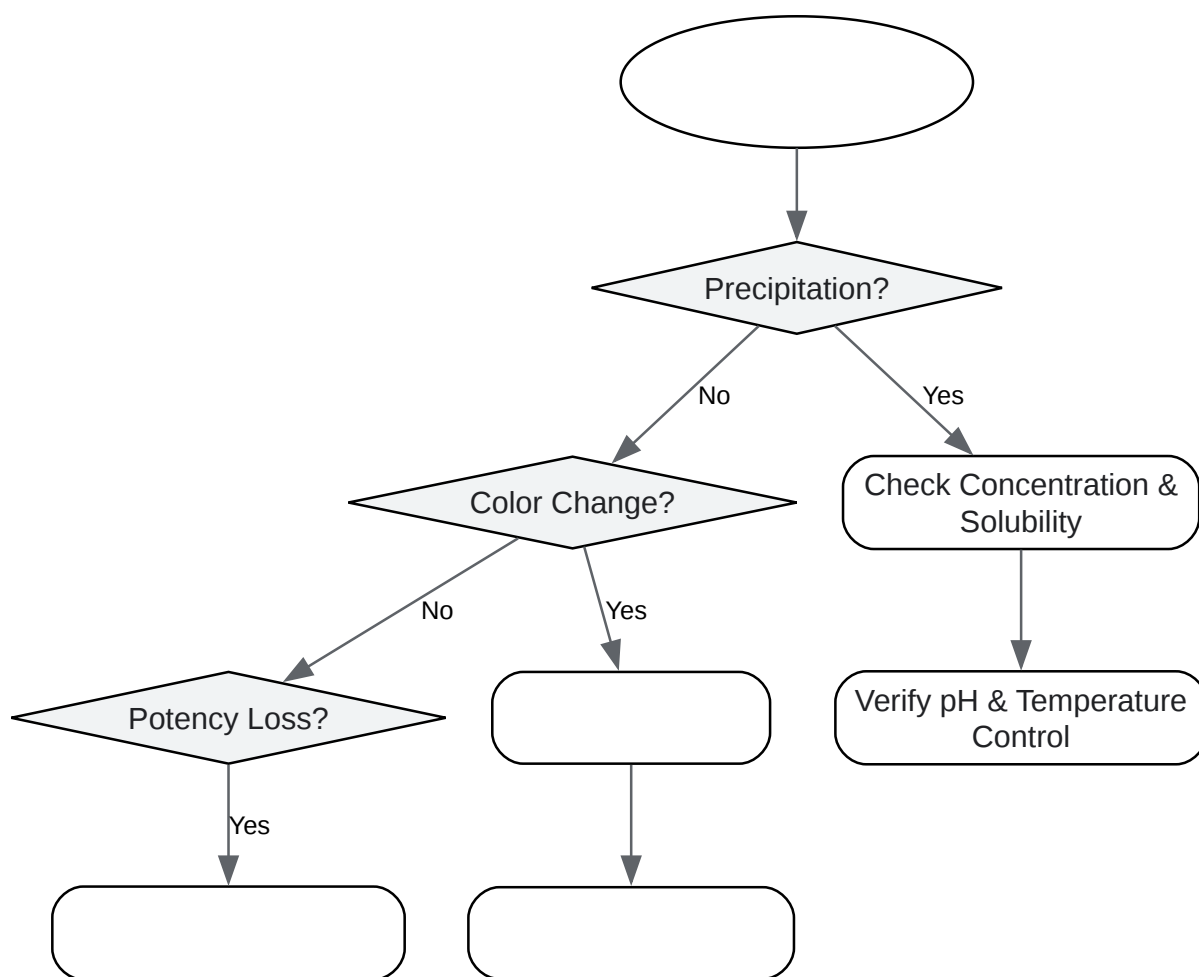 Precipitation?
No
Yes
Color Change?
Check Concentration &
Solubility
No
Yes
Potency Loss?
Verify pH & Temperature
Control
Yes